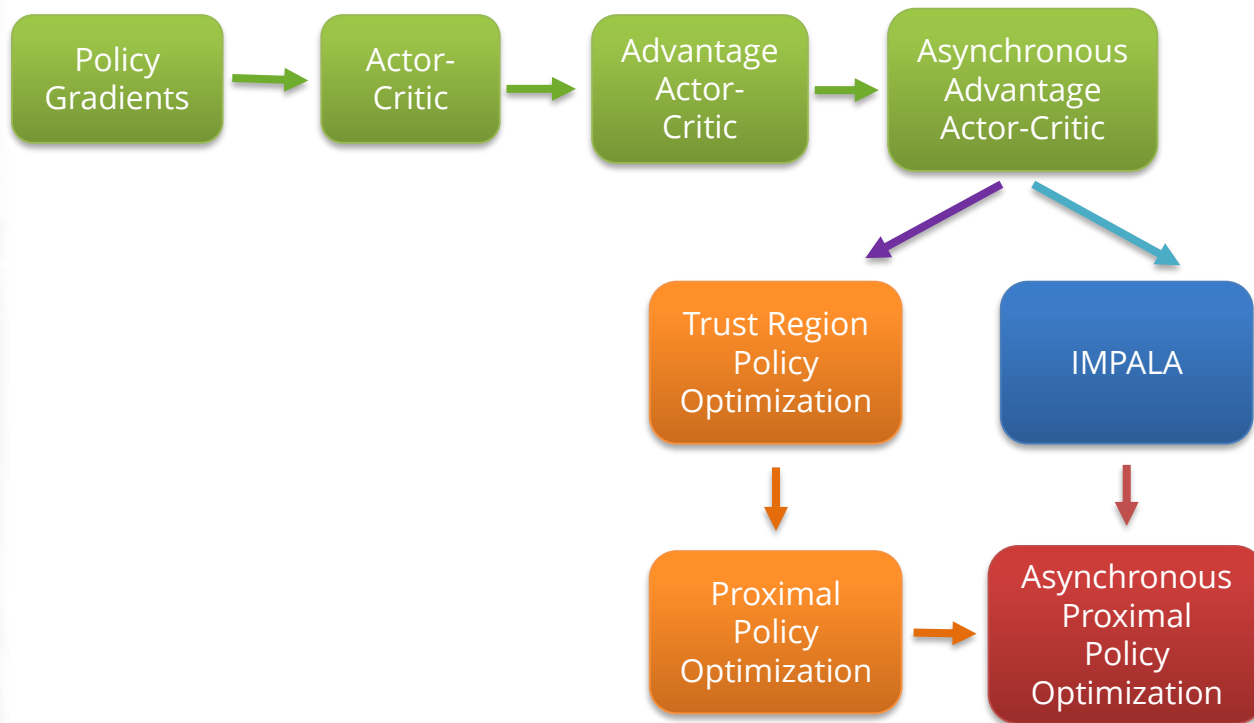 Policy
Gradients
Actor-
Critic
Advantage
Actor-
Critic
Asynchronous
Advantage
Actor-Critic
Trust Region
Policy
Optimization
IMPALA
Proximal
Policy
Optimization
Asynchronous
Proximal
Policy
Optimization